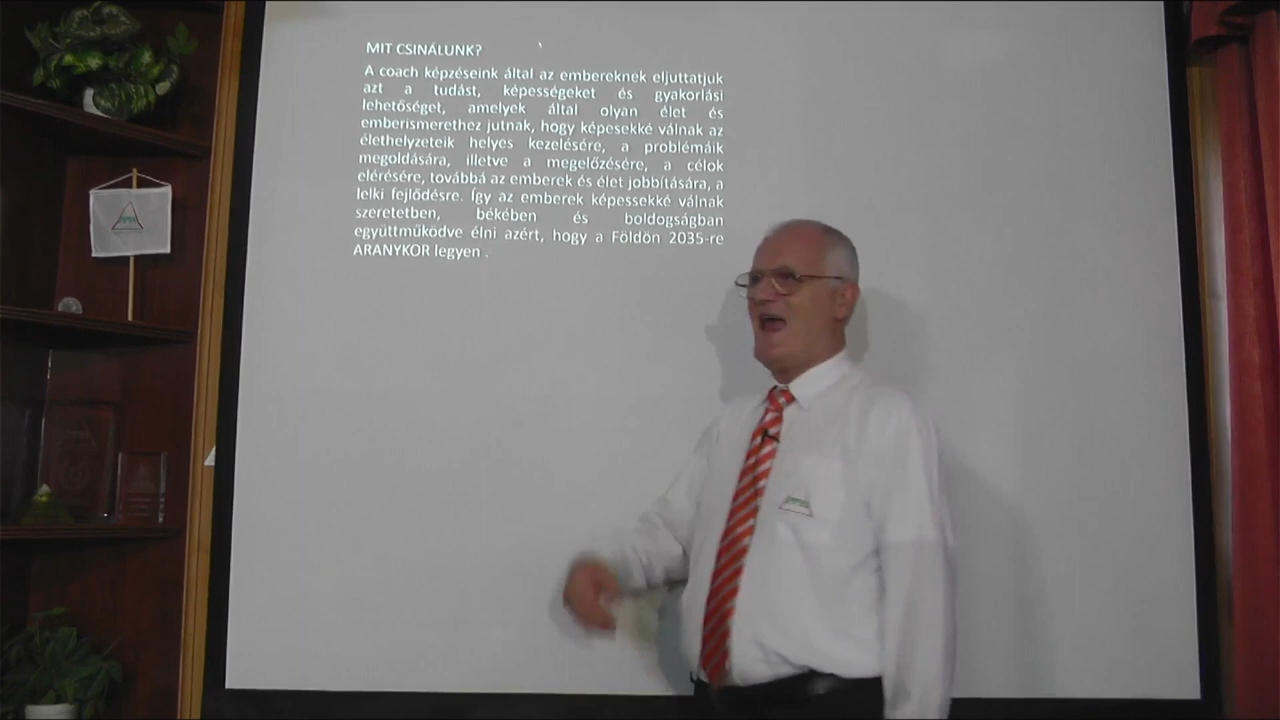 MIT CSINÁLUNK?
A coach képzéseink által az embereknek eljuttatjuk
azt a tudást, képességeket és gyakorlási
lehetőséget, amelyek által olyan élet és
emberismerethez jutnak, hogy képesekké válnak az
élethelyzeteik helyes kezelésére, a problémáik
megoldására, illetve a megelőzésére, a célok
elérésére, továbbá az emberek és élet jobbítására, a
lelki fejlődésre. Így az emberek képessekké válnak
szeretetben, békében és boldogságban
együttműködve élni azért, hogy a Földön 2035-re
ARANYKOR legyen .